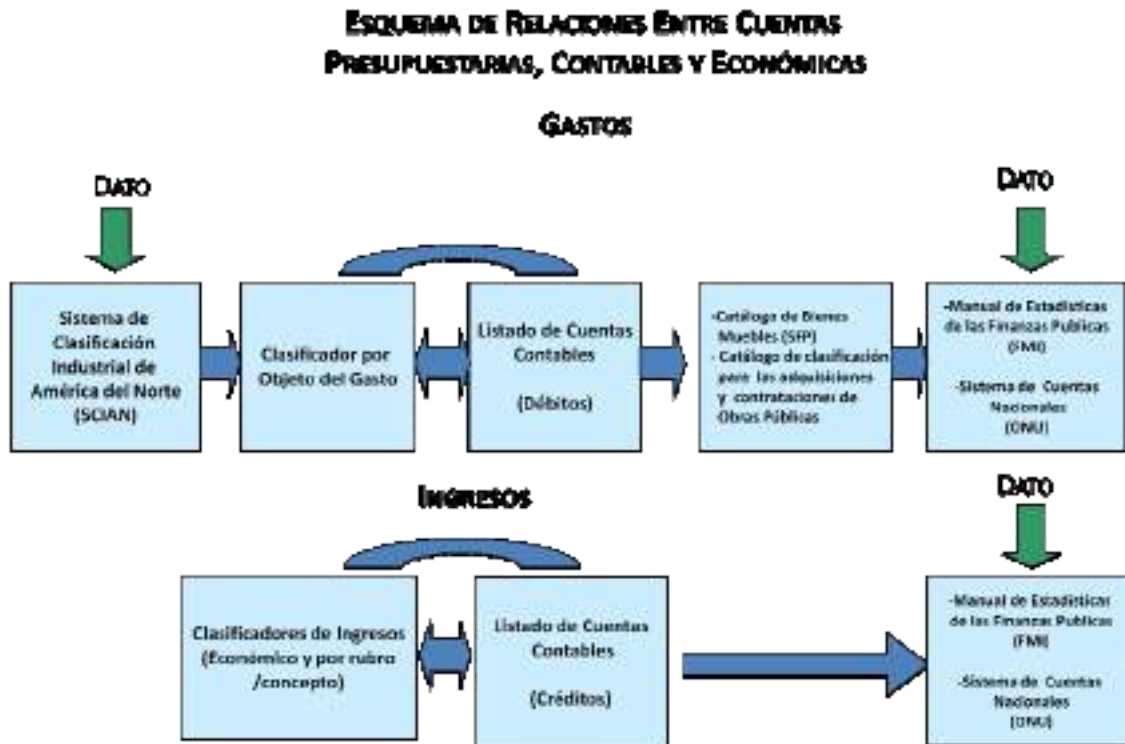 ESQUEMA DE RELACIONES ENTRE CUENTAS
PRESUPUESTARIAS, CONTABLES Y ECONÓMICAS
GASTOS
DATO
DATO
Sistema de
Clasificación
Industrial de
América del Norte
(SCIAN)
Clasificador por
Objeto del Gasto
Listado de Cuentas
Contables
(Débitos)
-Catálogo de Bienes
Muebles (SFP)
- Catálogo de clasificación
para las adquisiciones
y contrataciones de
Obras Públicas
-Manual de Estadísticas
de las Finanzas Publicas
(FMI)
-Sistema de Cuentas
Nacionales
(ONU)
INGRESOS
DATO
Clasificadores de Ingresos
(Económico y por rubro
/concepto)
Listado de Cuentas
Contables
(Créditos)
-Manual de Estadísticas
de las Finanzas Publicas
(FMI)
-Sistema de Cuentas
Nacionales
(ONU)